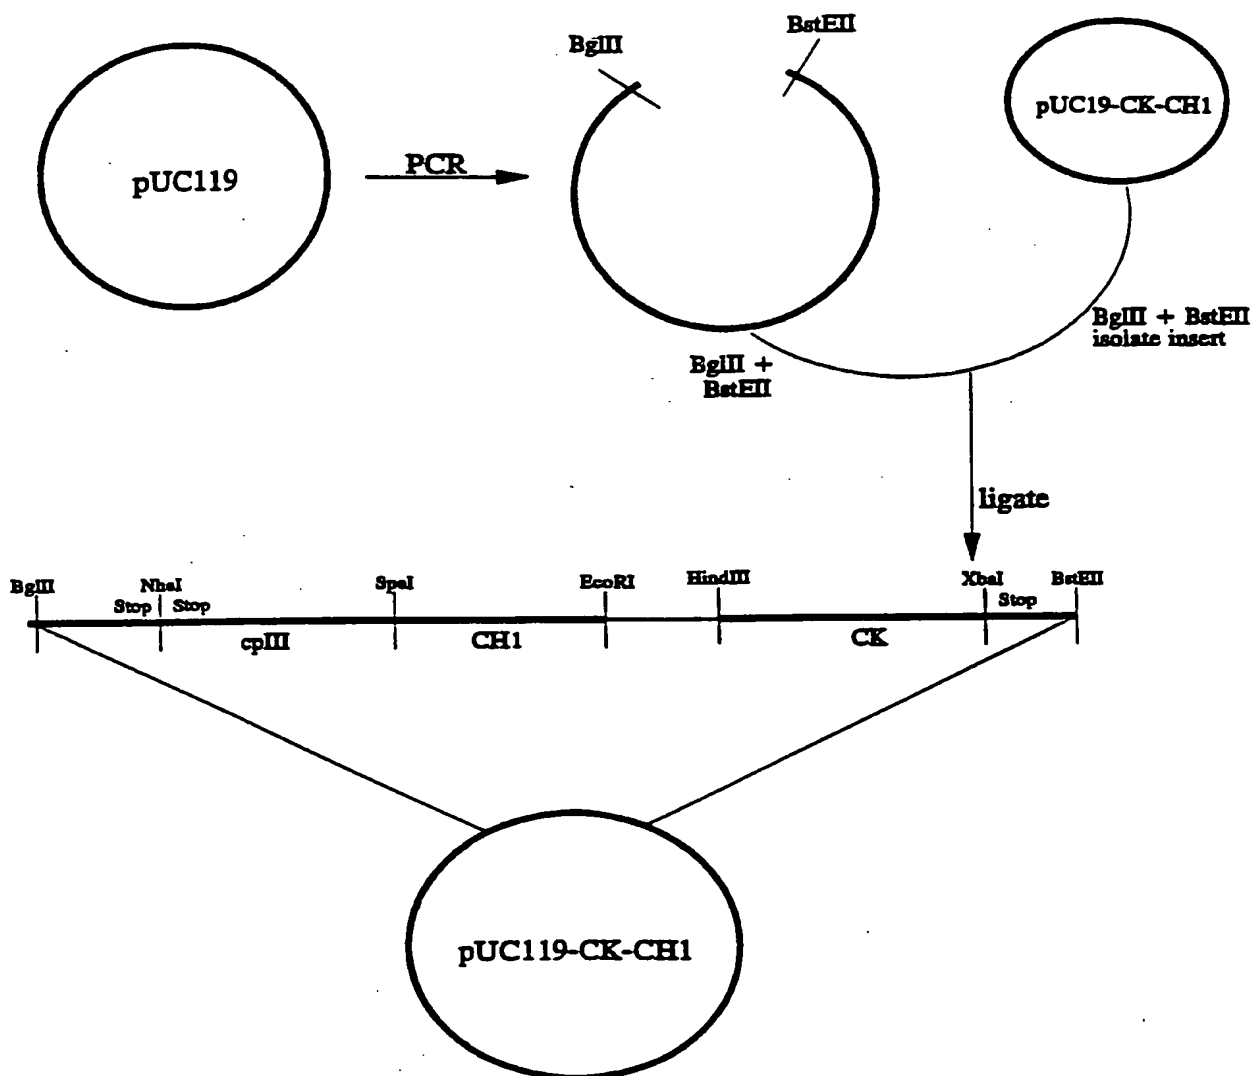 BglII
BstEII
pUC119
PCR
pUC19-CK-CH1
BglII + BstEII
isolate insert
BglII +
BstEII
ligate
BglII
NheI
SpeI
EcoRI
HindIII
XbaI
BstEII
Stop
Stop
Stop
cpIII
CH1
CK
pUC119-CK-CH1